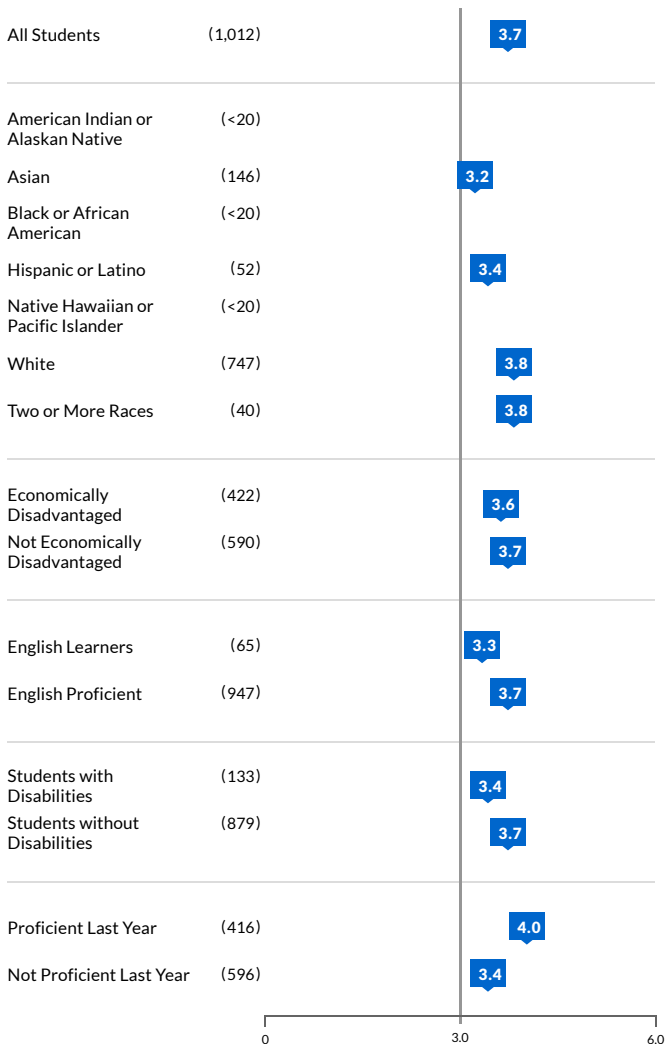 All Students (1,012) 3.7
American Indian or (<20)
Alaskan Native
Asian (146) 3.2
Black or African (<20)
American
Hispanic or Latino (52) 3.4
Native Hawaiian or (<20)
Pacific Islander
White (747) 3.8
Two or More Races (40) 3.8
Economically (422) 3.6
Disadvantaged
Not Economically (590) 3.7
Disadvantaged
English Learners (65) 3.3
English Proficient (947) 3.7
Students with (133) 3.4
Disabilities
Students without (879) 3.7
Disabilities
Proficient Last Year (416) 4.0
Not Proficient Last Year (596) 3.4
0 3.0 6.0